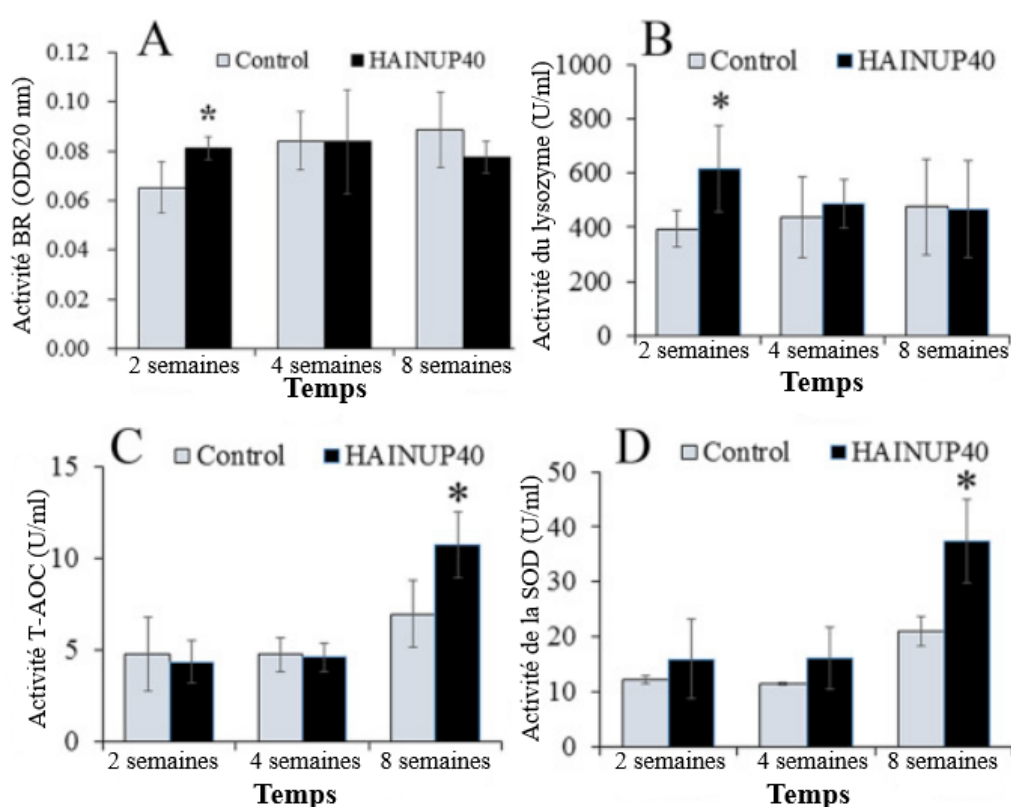 A
Control HAINUP40
Activité BR (OD620 nm)
0.12
0.10
0.08
0.06
0.04
0.02
0.00
*
2 semaines 4 semaines 8 semaines
Temps
B
Control HAINUP40
Activité du lysozyme (U/ml)
1000
800
600
400
200
0
*
2 semaines 4 semaines 8 semaines
Temps
C
Control HAINUP40
Activité T-AOC (U/ml)
15
10
5
0
*
2 semaines 4 semaines 8 semaines
Temps
D
Control HAINUP40
Activité de la SOD (U/ml)
50
40
30
20
10
0
*
2 semaines 4 semaines 8 semaines
Temps